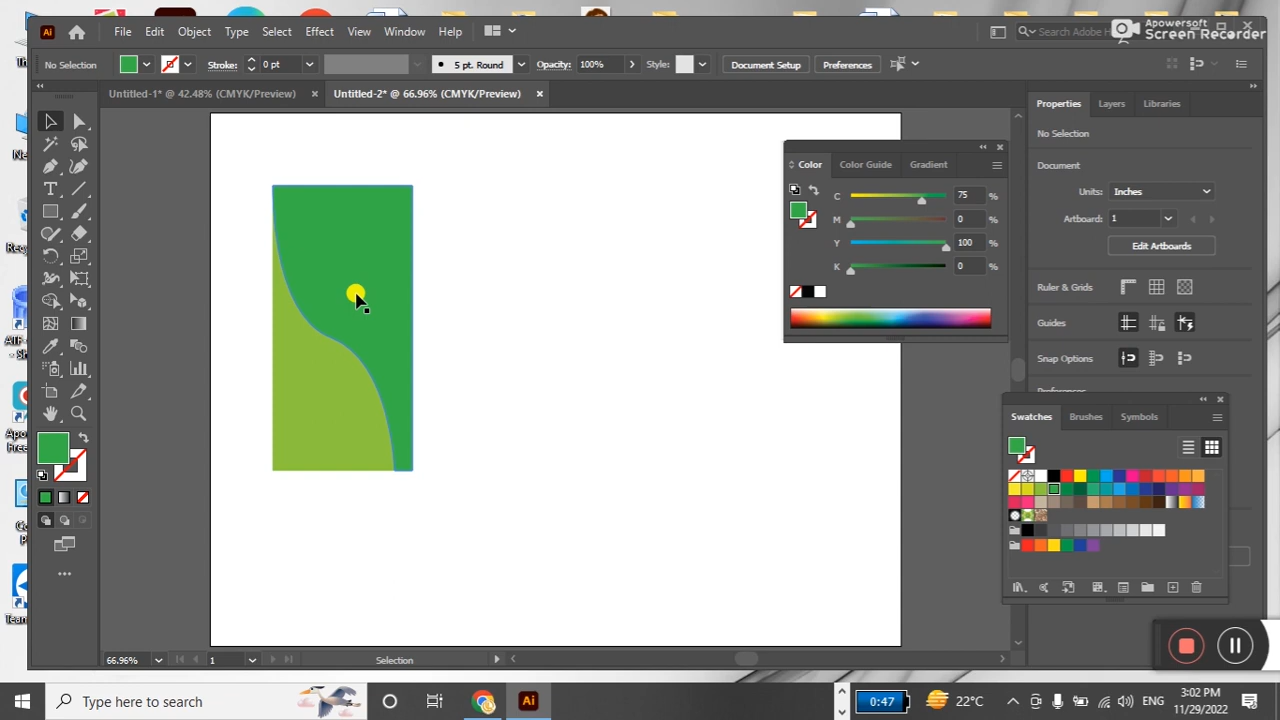 Ai
File
Edit
Object
Type
Select
Effect
View
Window
Help
Search Adobe
Apowersoft
Screen Recorder
No Selection
Stroke:
0 pt
5 pt. Round
Opacity:
100%
Style:
Document Setup
Preferences
Untitled-1* @ 42.48% (CMYK/Preview)
Untitled-2* @ 66.96% (CMYK/Preview)
Properties
Layers
Libraries
No Selection
Document
Units:
Inches
Artboard:
1
Edit Artboards
Ruler & Grids
Guides
Snap Options
Color
Color Guide
Gradient
C
75
%
M
0
%
Y
100
%
K
0
%
Swatches
Brushes
Symbols
66.96%
1
Selection
Type here to search
Ai
0:47
22°C
ENG
3:02 PM
11/29/2022